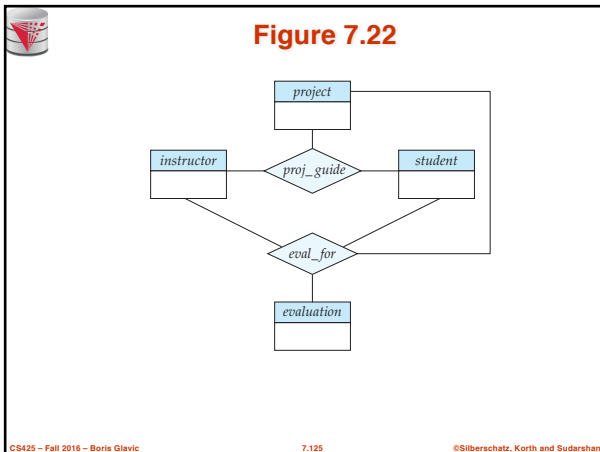 Figure 7.22
project
instructor
proj_guide
student
eval_for
evaluation
CS425 – Fall 2016 – Boris Glavic
7.125
©Silberschatz, Korth and Sudarshan